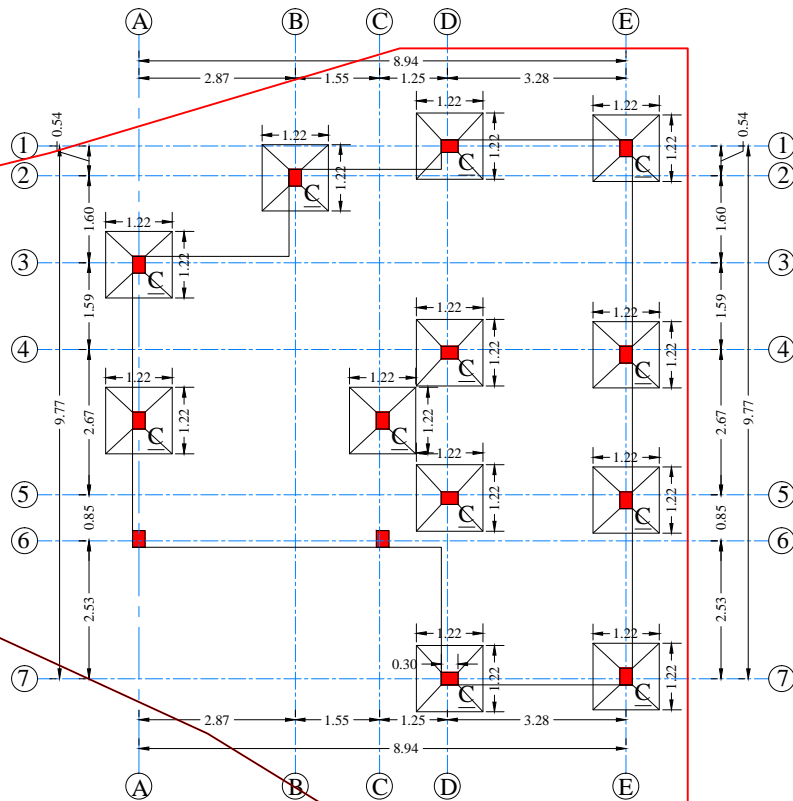 A B C D E
8.94
2.87 1.55 1.25 3.28
0.54 0.54
1.22 1.22
1 1.22 1.22 1.22 1.22 1
C C
2 C 1.22 2
1.60 1.60
1.22
3 C 1.22 3
1.59 1.59
1.22 1.22
4 1.22 1.22 4
C C
1.22 1.22
9.77 2.67 1.22 1.22 2.67 9.77
C C
1.22 1.22
5 1.22 1.22 5
C C
0.85 0.85
6 6
2.53 2.53
1.22 1.22
0.30
7 1.22 1.22 7
C C
2.87 1.55 1.25 3.28
8.94
A B C D E